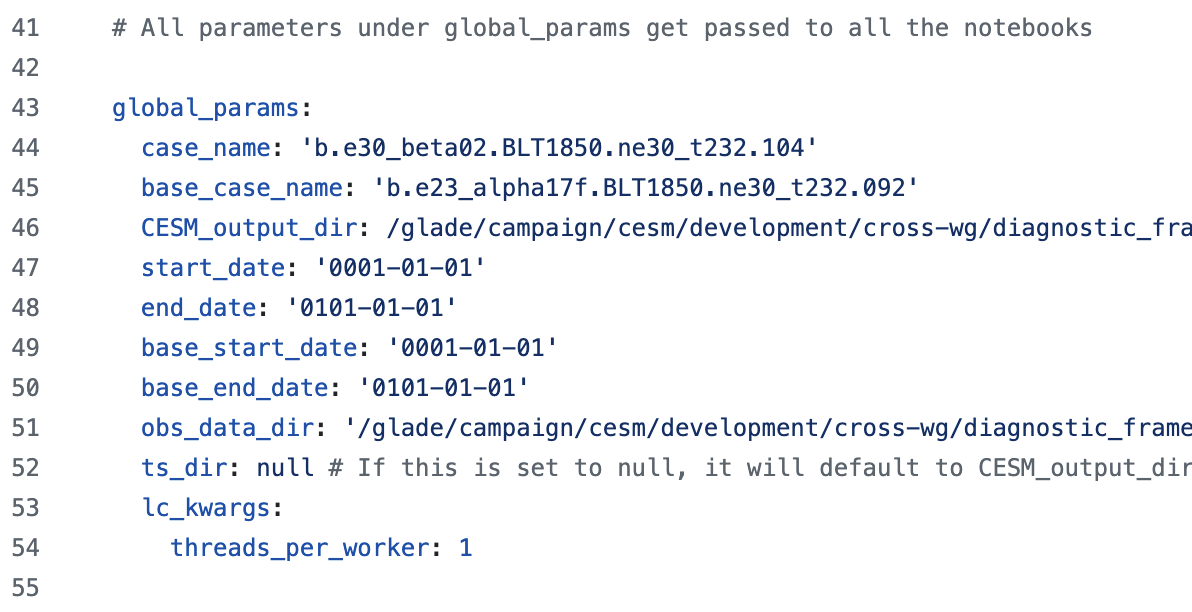 41 # All parameters under global_params get passed to all the notebooks
42
43 global_params:
44 case_name: 'b.e30_beta02.BLT1850.ne30_t232.104'
45 base_case_name: 'b.e23_alpha17f.BLT1850.ne30_t232.092'
46 CESM_output_dir: /glade/campaign/cesm/development/cross-wg/diagnostic_fra
47 start_date: '0001-01-01'
48 end_date: '0101-01-01'
49 base_start_date: '0001-01-01'
50 base_end_date: '0101-01-01'
51 obs_data_dir: '/glade/campaign/cesm/development/cross-wg/diagnostic_frame
52 ts_dir: null # If this is set to null, it will default to CESM_output_dir
53 lc_kwargs:
54 threads_per_worker: 1
55